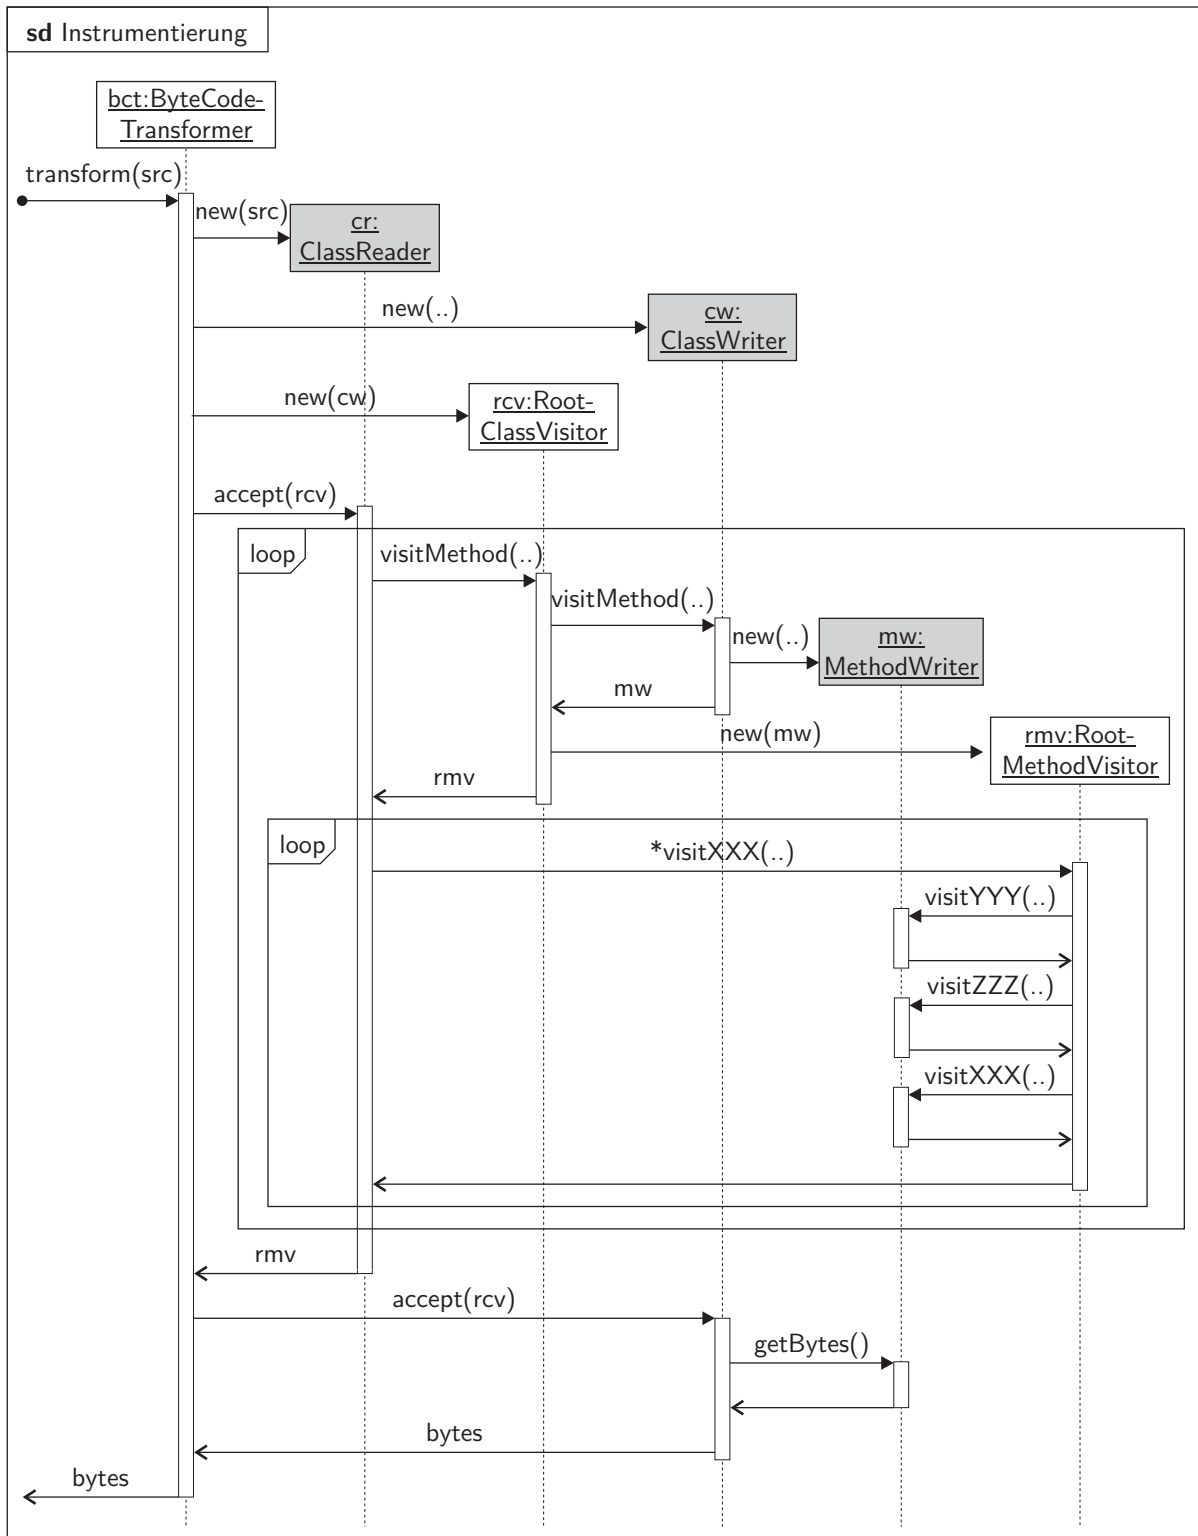 sd Instrumentierung
bct:ByteCode-
Transformer
transform(src)
new(src)
cr:
ClassReader
new(..)
cw:
ClassWriter
new(cw)
rcv:Root-
ClassVisitor
accept(rcv)
loop
visitMethod(..)
visitMethod(..)
new(..)
mw:
MethodWriter
mw
new(mw)
rmv:Root-
MethodVisitor
rmv
loop
*visitXXX(..)
visitYYY(..)
visitZZZ(..)
visitXXX(..)
rmv
accept(rcv)
getBytes()
bytes
bytes